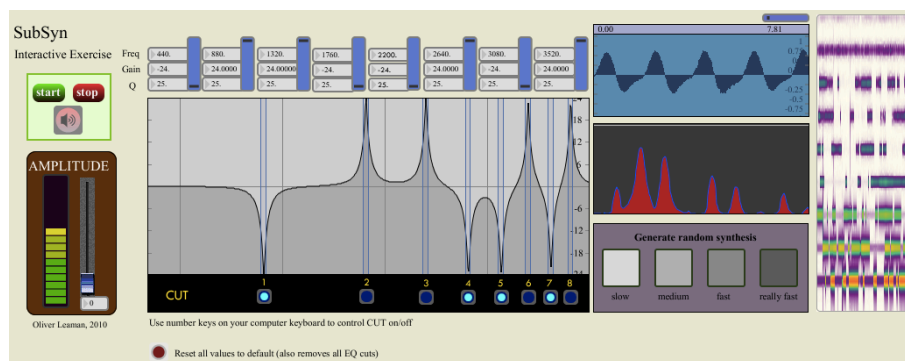 SubSyn
Interactive Exercise
start stop
AMPLITUDE
0
Oliver Leaman, 2010
Freq 440. 880. 1320. 1760. 2200. 2640. 3080. 3520.
Gain -24. 24.0000 24.00000 -24. -24. 24.0000 -24. 24.0000
Q 25. 25. 25. 25. 25. 25. 25. 25.
18
12
6
-6
-12
-18
CUT 1 2 3 4 5 6 7 8
Use number keys on your computer keyboard to control CUT on/off
Reset all values to default (also removes all EQ cuts)
0.00 7.81
1
0.5
0.25
0
-0.25
-0.5
-0.75
Generate random synthesis
slow medium fast really fast